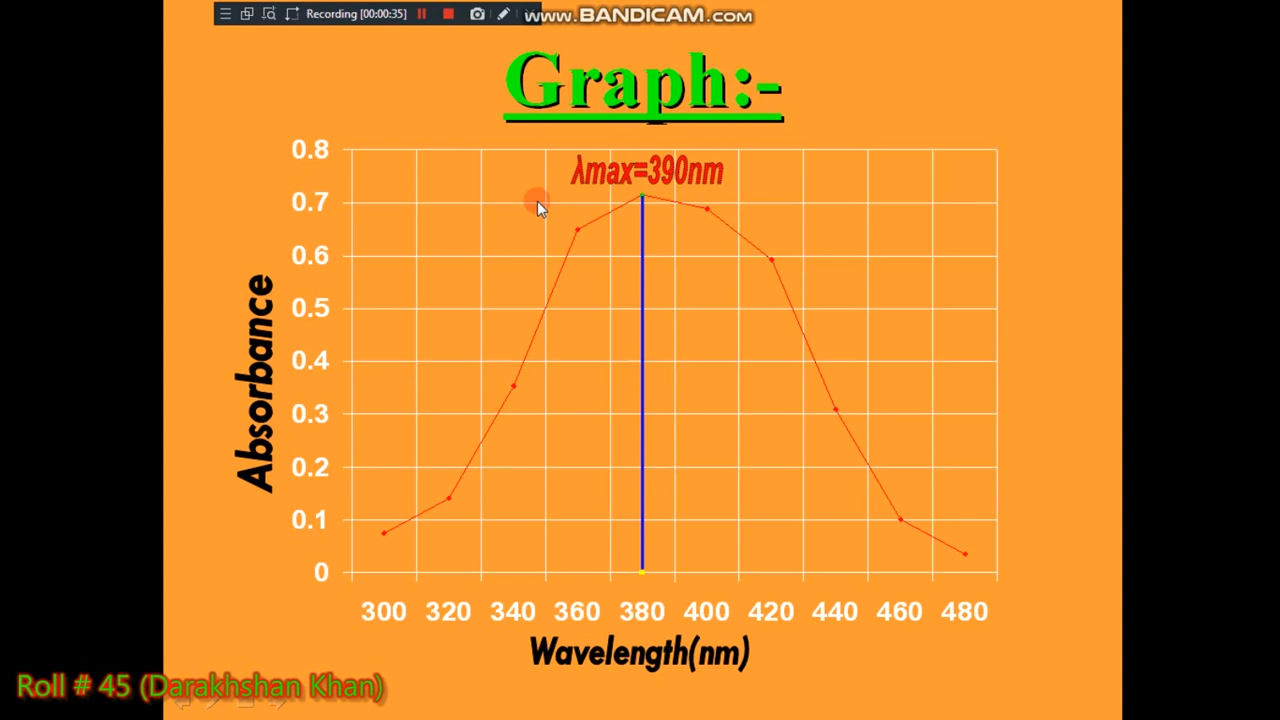 Recording [00:00:35]
www.BANDICAM.com
Graph:-
λmax=390nm
0.8
0.7
0.6
0.5
0.4
0.3
0.2
0.1
0
Absorbance
300 320 340 360 380 400 420 440 460 480
Wavelength(nm)
Roll # 45 (Darakhshan Khan)